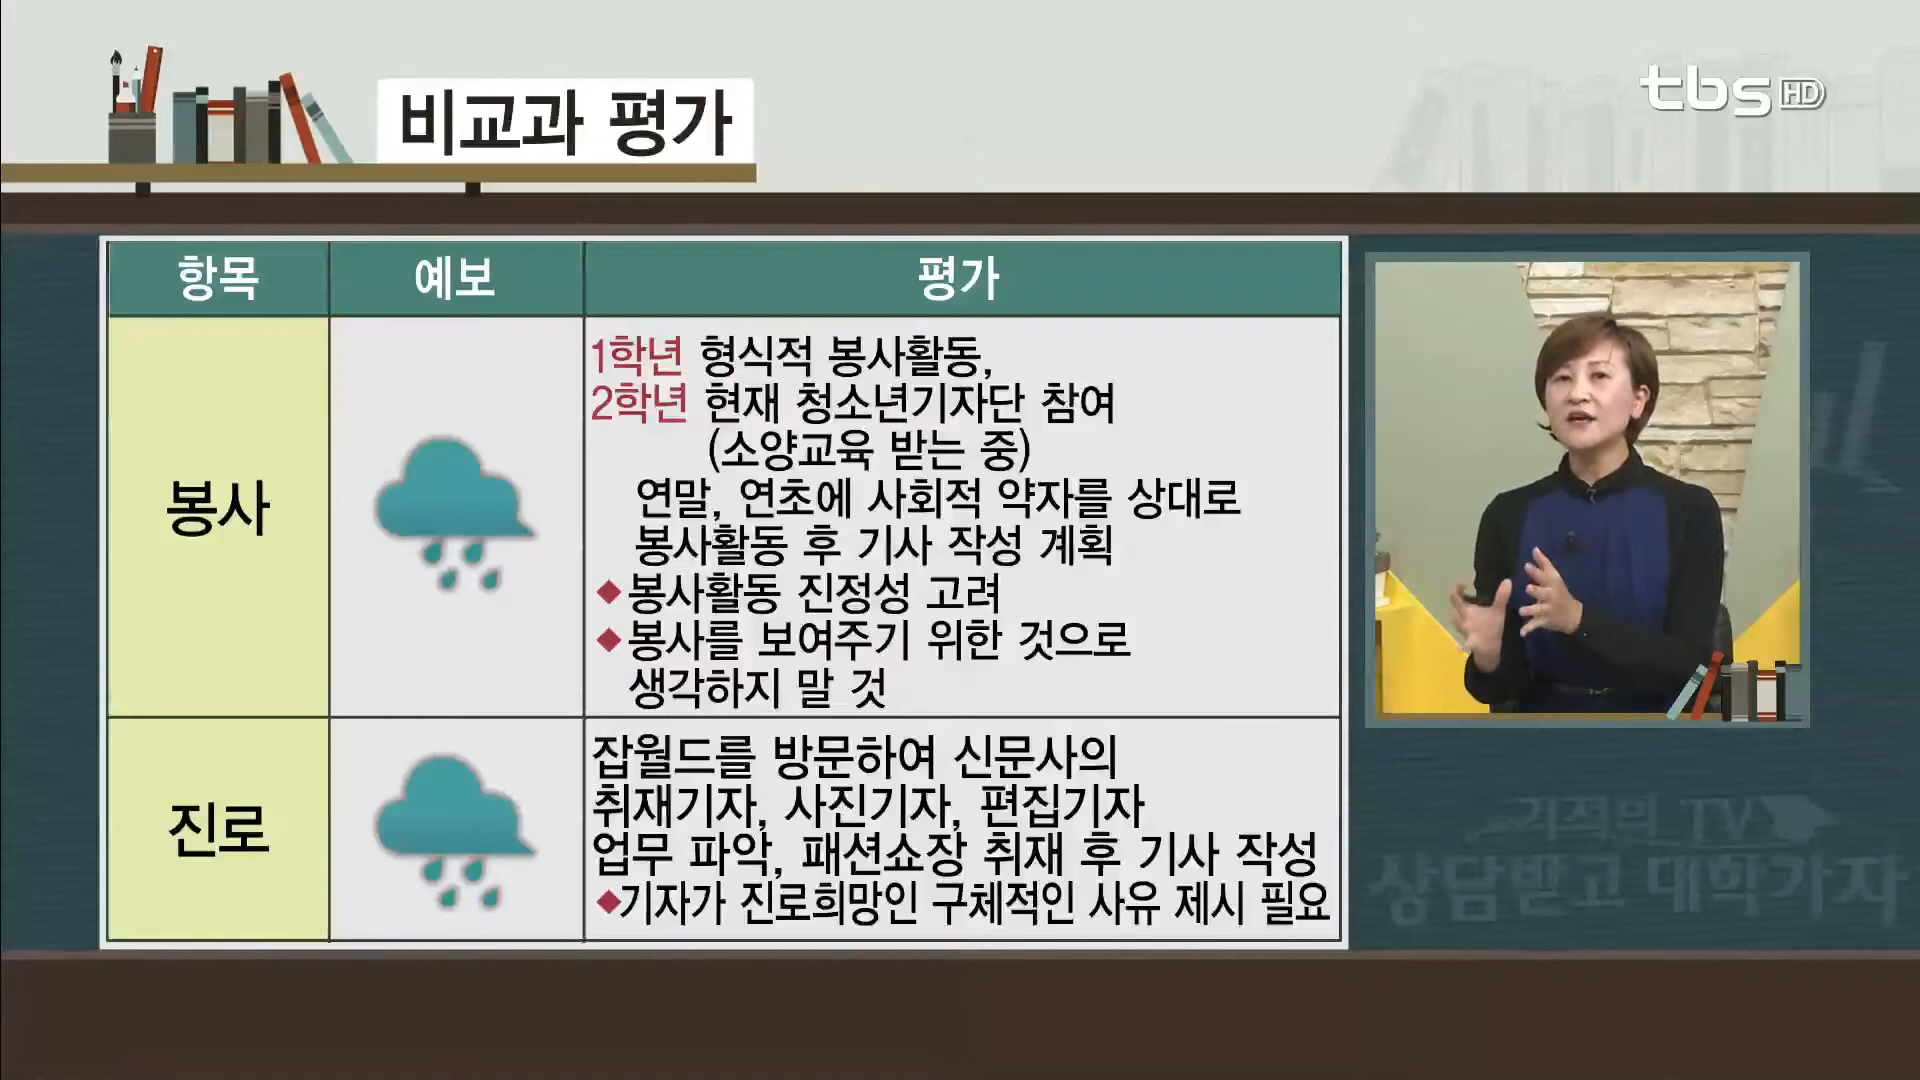 비교과 평가
tbs HD
항목 예보 평가
봉사
1학년 형식적 봉사활동,
2학년 현재 청소년기자단 참여
(소양교육 받는 중)
연말, 연초에 사회적 약자를 상대로
봉사활동 후 기사 작성 계획
◆봉사활동 진정성 고려
◆봉사를 보여주기 위한 것으로
생각하지 말 것
진로
잡월드를 방문하여 신문사의
취재기자, 사진기자, 편집기자
업무 파악, 패션쇼장 취재 후 기사 작성
◆기자가 진로희망인 구체적인 사유 제시 필요
기적의 TV
상담받고 대학가자